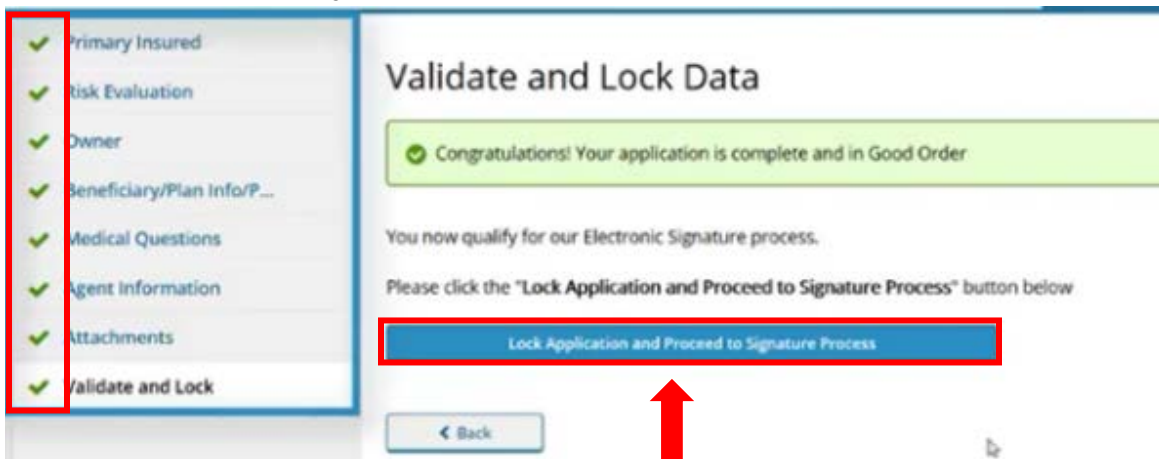 Primary Insured
Risk Evaluation
Owner
Beneficiary/Plan Info/P...
Medical Questions
Agent Information
Attachments
Validate and Lock
Validate and Lock Data
Congratulations! Your application is complete and in Good Order
You now qualify for our Electronic Signature process.
Please click the "Lock Application and Proceed to Signature Process" button below
Lock Application and Proceed to Signature Process
Back